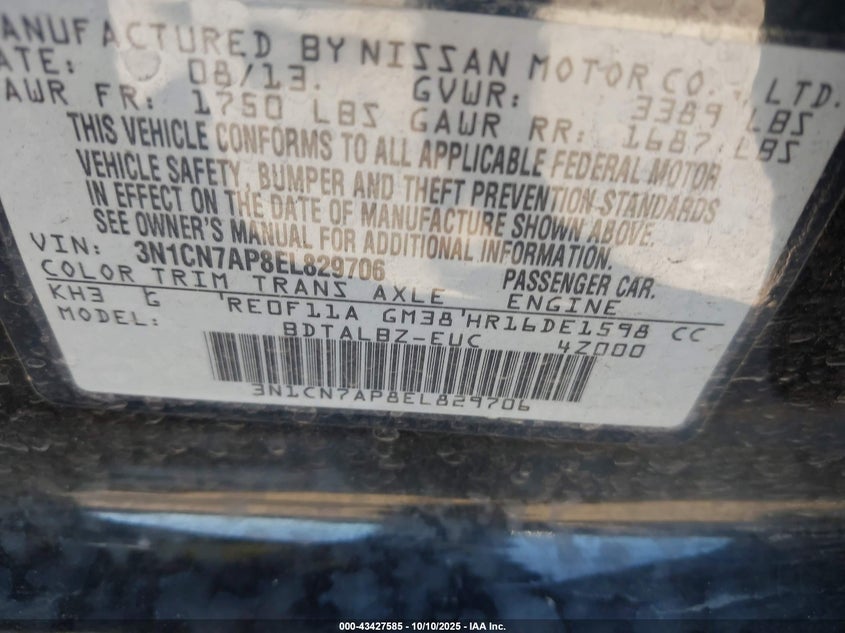 MANUFACTURED BY NISSAN MOTOR CO., LTD.
DATE: 08/13. GVWR: 3389 LBS
GAWR FR: 1750 LBS GAWR RR: 1687 LBS
THIS VEHICLE CONFORMS TO ALL APPLICABLE FEDERAL MOTOR
VEHICLE SAFETY, BUMPER AND THEFT PREVENTION STANDARDS
IN EFFECT ON THE DATE OF MANUFACTURE SHOWN ABOVE.
SEE OWNER'S MANUAL FOR ADDITIONAL INFORMATION.
VIN: 3N1CN7AP8EL829706 PASSENGER CAR.
COLOR TRIM TRANS AXLE ENGINE
KH3 G RE0F11A GM38 HR16DE1598 CC
MODEL: BDTALBZ-EUC 4Z000
3N1CN7AP8EL829706
000-43427585 - 10/10/2025 - IAA Inc.